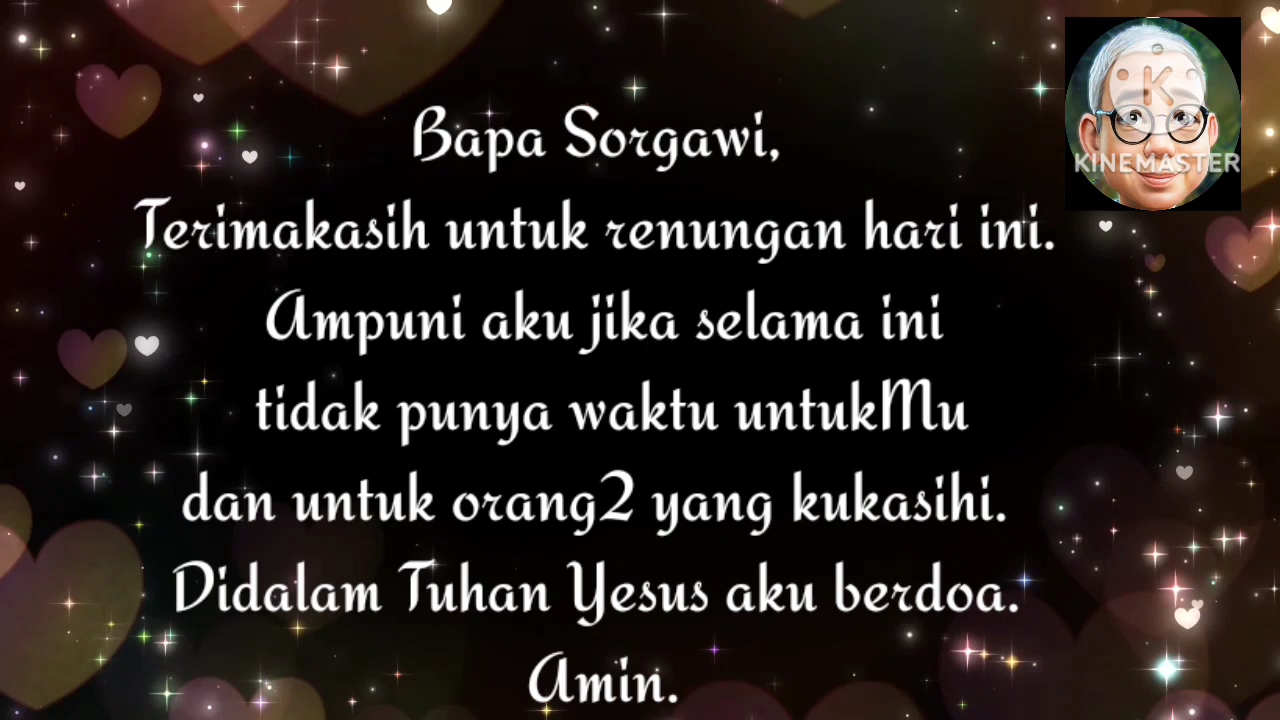 Bapa Sorgawi,
Terimakasih untuk renungan hari ini.
Ampuni aku jika selama ini
tidak punya waktu untukMu
dan untuk orang2 yang kukasihi.
Didalam Tuhan Yesus aku berdoa.
Amin.
K
KINEMASTER